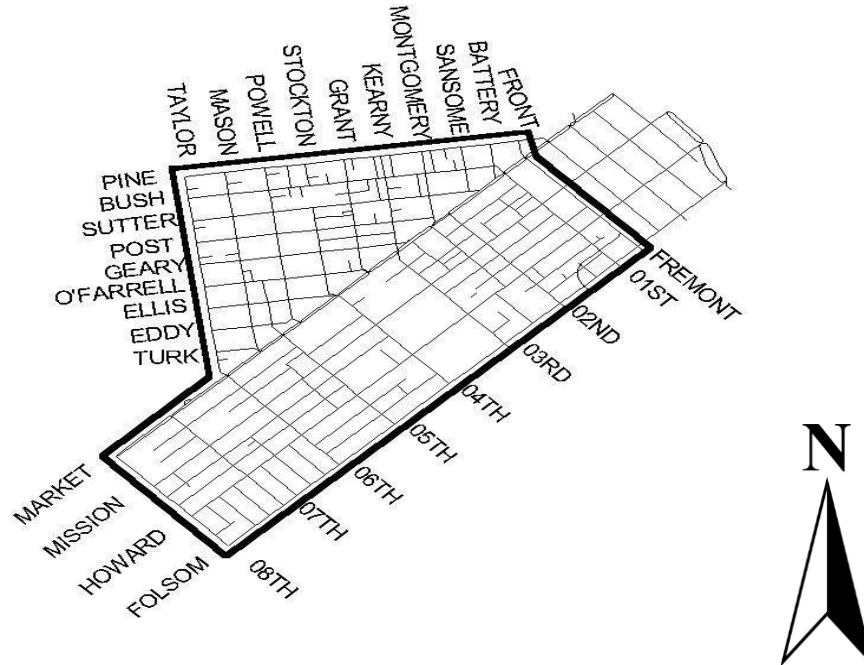 TAYLOR
MASON
POWELL
STOCKTON
GRANT
KEARNY
MONTGOMERY
SANSOME
BATTERY
FRONT
PINE
BUSH
SUTTER
POST
GEARY
O'FARRELL
ELLIS
EDDY
TURK
MARKET
MISSION
HOWARD
FOLSOM
FREMONT
01ST
02ND
03RD
04TH
05TH
06TH
07TH
08TH
N